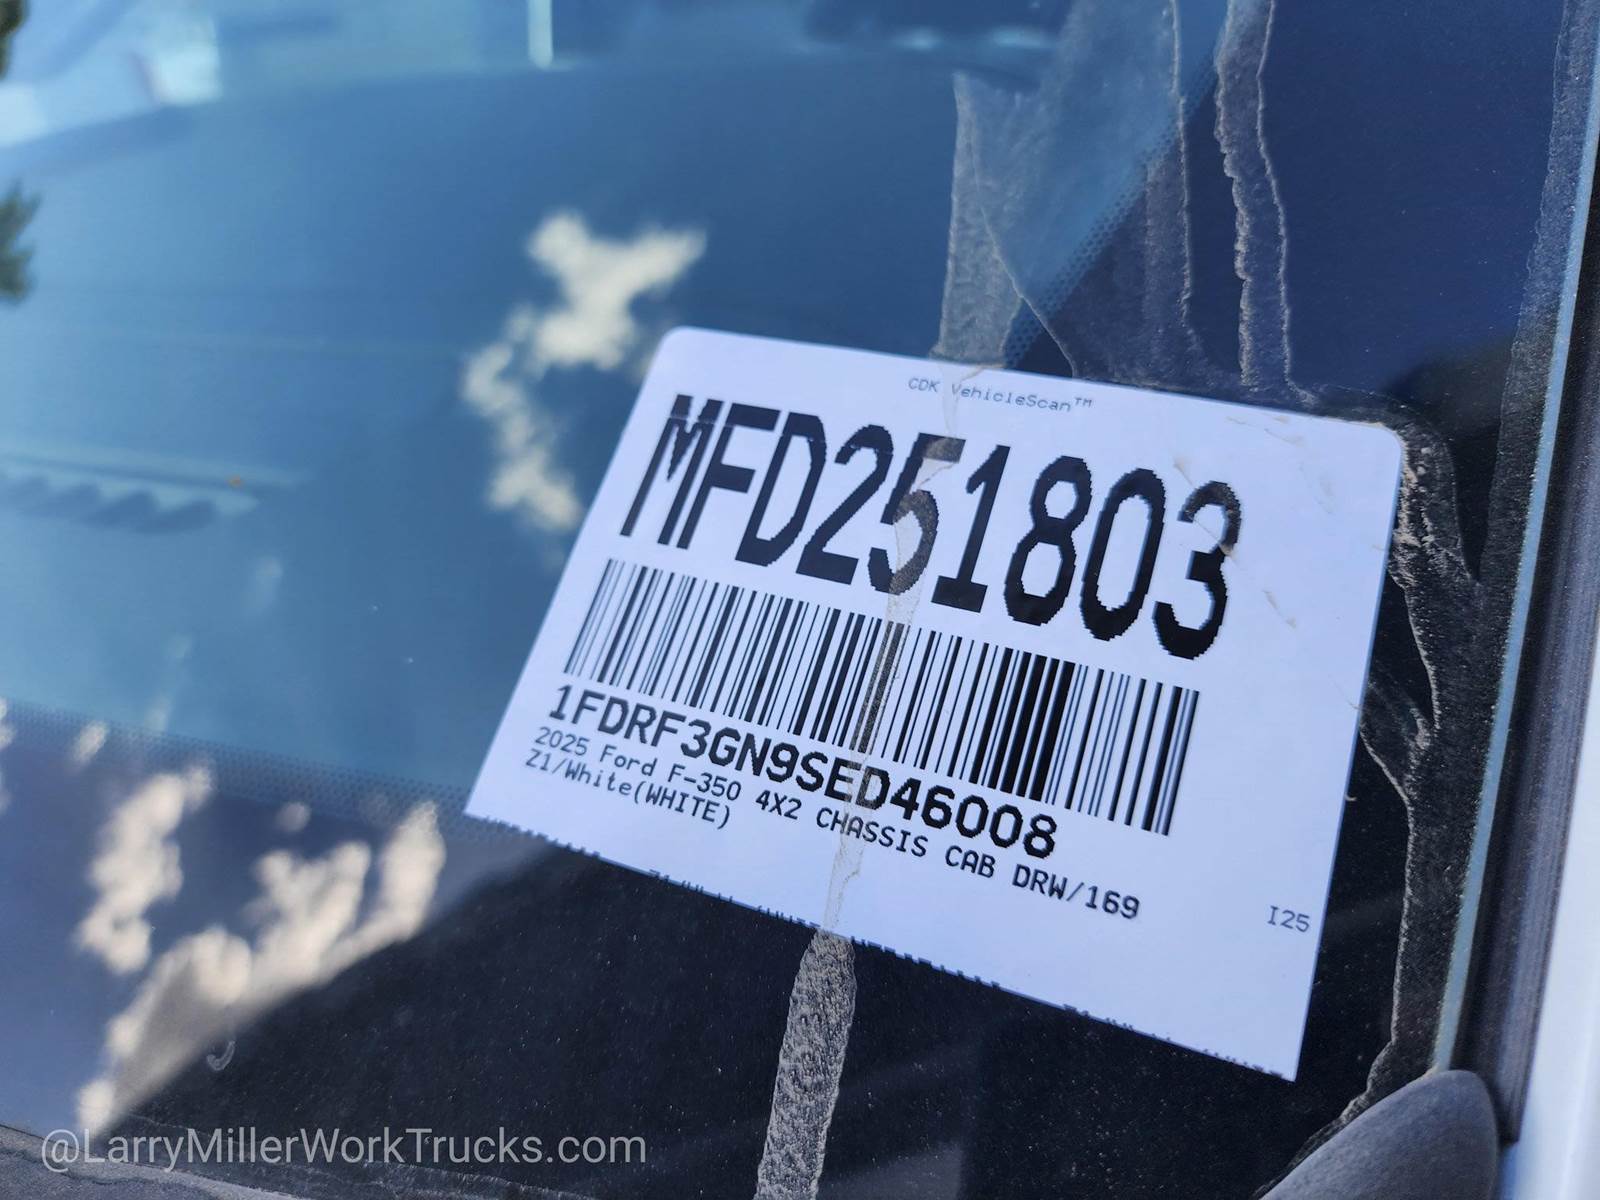 CDK VehicleScan™
MFD251803
1FDRF3GN9SED46008
2025 Ford F-350 4X2 CHASSIS CAB DRW/169
Z1/White(WHITE)
I25
@LarryMillerWorkTrucks.com